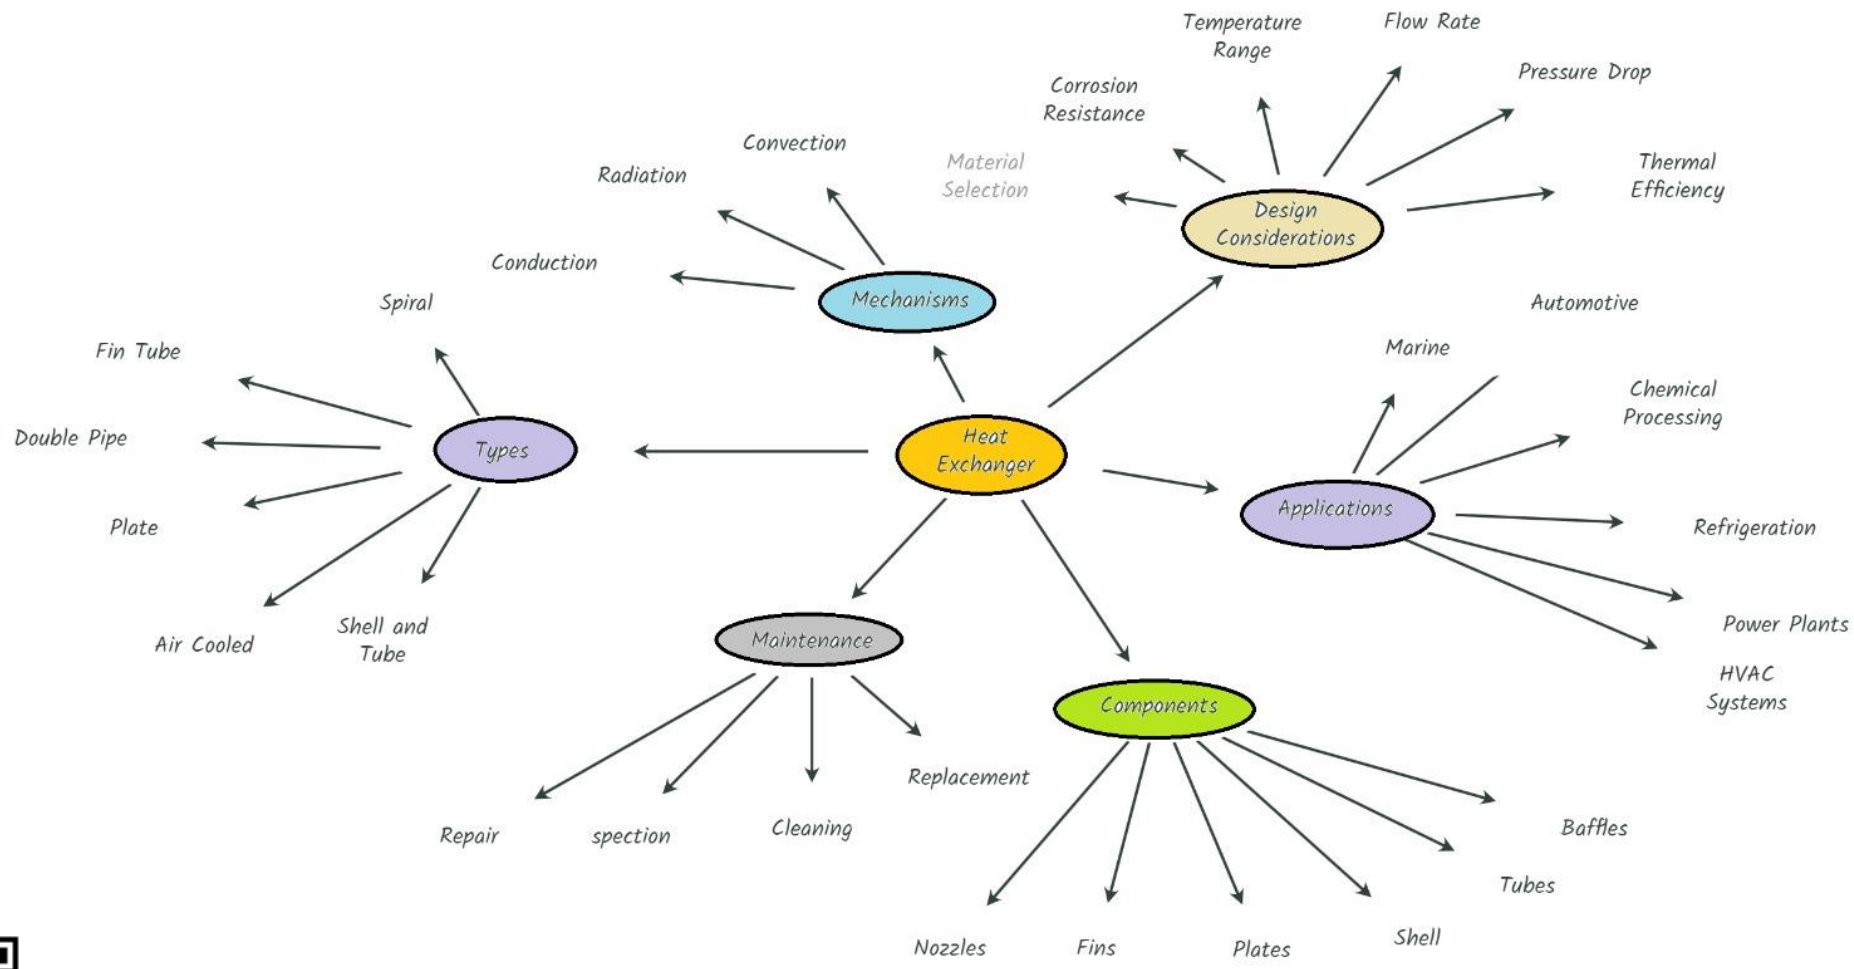 Temperature
Range
Flow Rate
Pressure Drop
Corrosion
Resistance
Convection
Material
Selection
Thermal
Efficiency
Radiation
Design
Considerations
Conduction
Mechanisms
Spiral
Automotive
Fin Tube
Marine
Chemical
Processing
Double Pipe
Types
Heat
Exchanger
Applications
Plate
Refrigeration
Air Cooled
Shell and
Tube
Maintenance
Power Plants
HVAC
Systems
Components
Replacement
Repair
spection
Cleaning
Baffles
Tubes
Nozzles
Fins
Plates
Shell